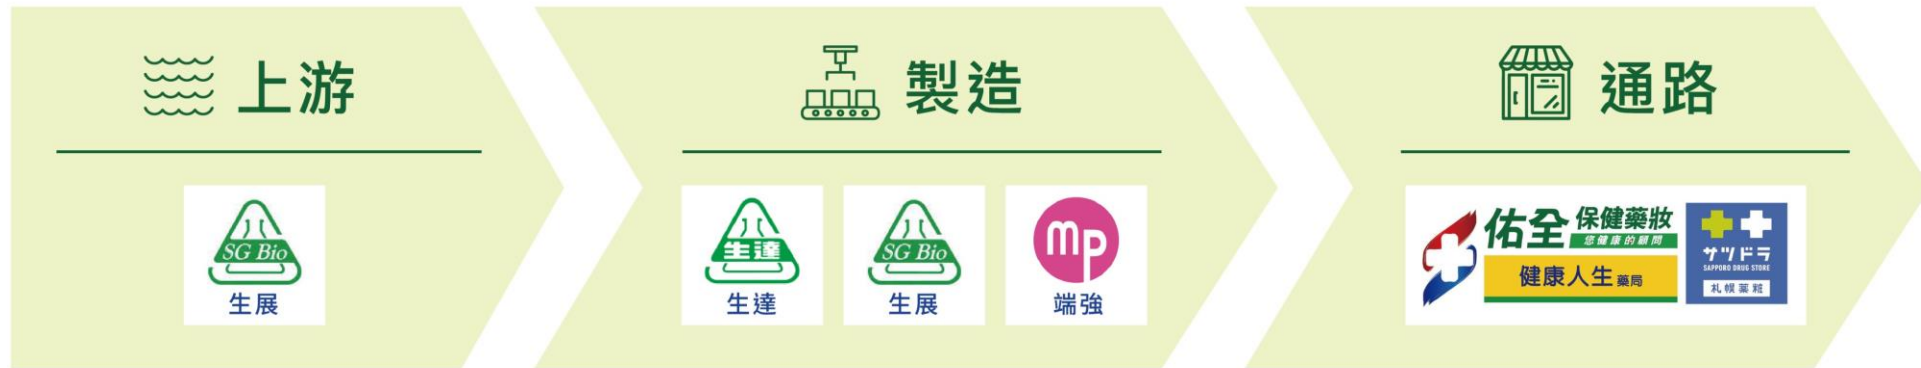 上游
SG Bio
生展
製造
生達
生達
SG Bio
生展
mp
端強
通路
佑全 保健藥妝
您健康的顧問
健康人生 藥局
サツドラ
SAPPORO DRUG STORE
札幌薬粧